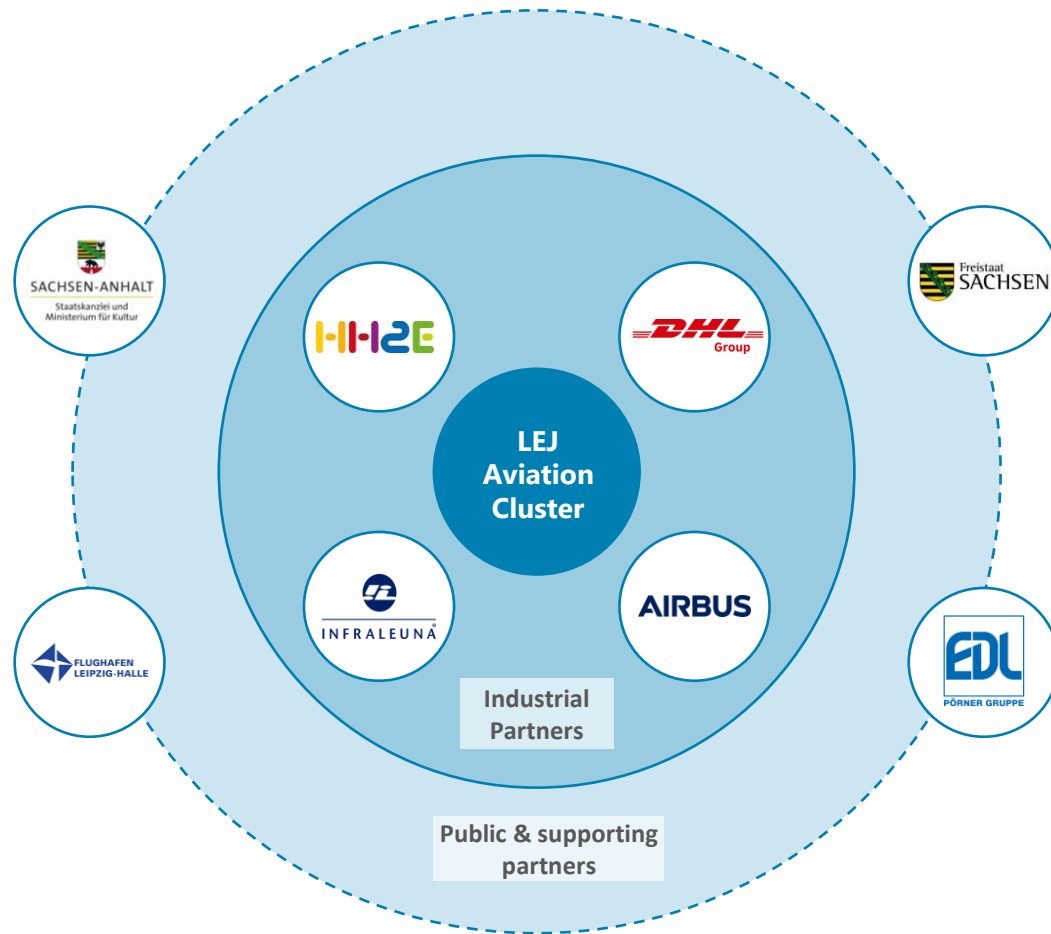 SACHSEN-ANHALT
Staatskanzlei und
Ministerium für Kultur
Freistaat
SACHSEN
HH2E
DHL
Group
LEJ
Aviation
Cluster
INFRALEUNA®
AIRBUS
FLUGHAFEN
LEIPZIG-HALLE
EDL
PÖRNER GRUPPE
Industrial
Partners
Public & supporting
partners